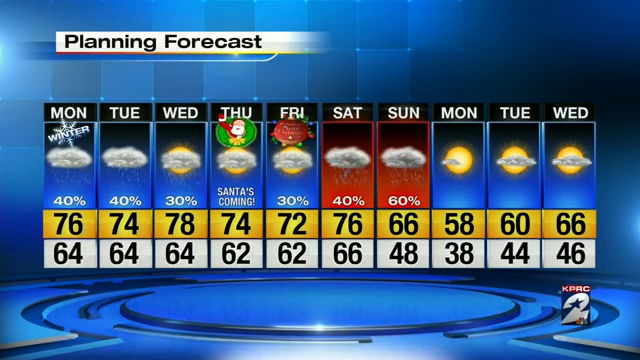 Planning Forecast
MON TUE WED THU FRI SAT SUN MON TUE WED
WINTER
SANTA'S
40% 40% 30% COMING! 30% 40% 60%
76 74 78 74 72 76 66 58 60 66
64 64 64 62 62 66 48 38 44 46
KPRC
2